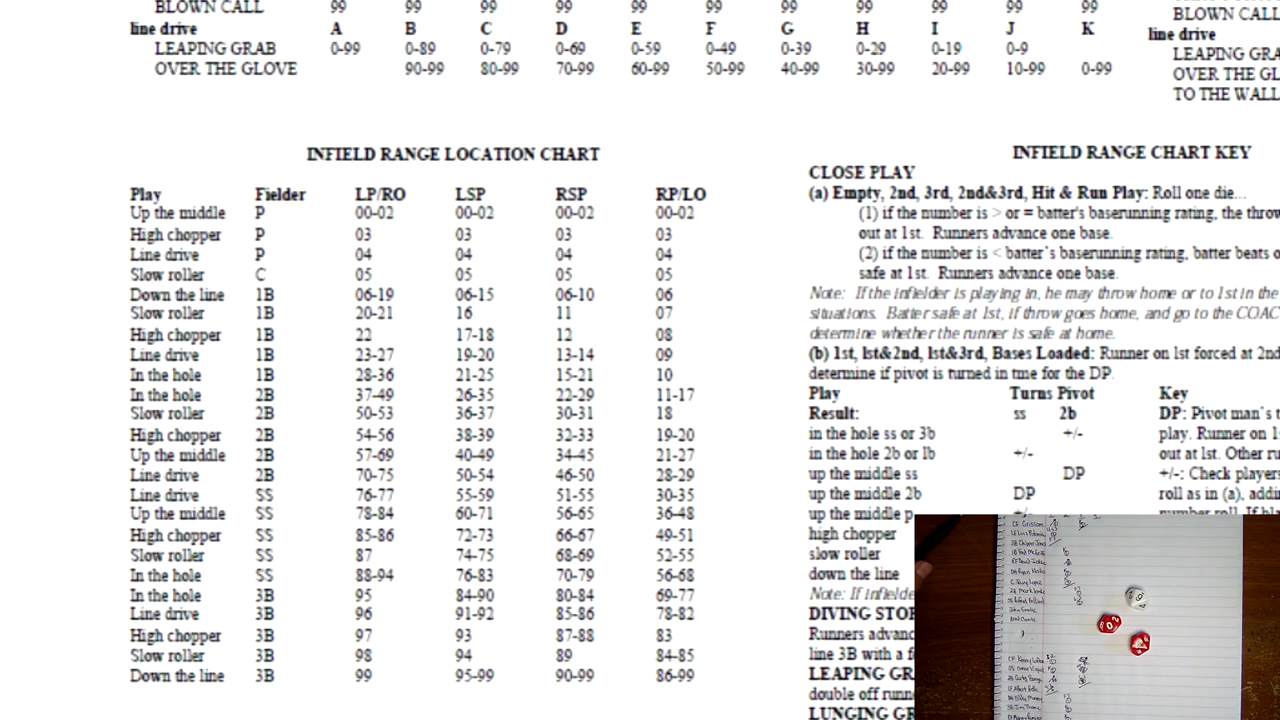 BLOWN CALL 99 99 99 99 99 99 99 99 99 99 99
line drive A B C D E F G H I J K
LEAPING GRAB 0-99 0-89 0-79 0-69 0-59 0-49 0-39 0-29 0-19 0-9
OVER THE GLOVE 90-99 80-99 70-99 60-99 50-99 40-99 30-99 20-99 10-99 0-99
BLOWN CALL
line drive
LEAPING GRA
OVER THE GL
TO THE WALL
INFIELD RANGE LOCATION CHART
Play Fielder LP/RO LSP RSP RP/LO
Up the middle P 00-02 00-02 00-02 00-02
High chopper P 03 03 03 03
Line drive P 04 04 04 04
Slow roller C 05 05 05 05
Down the line 1B 06-19 06-15 06-10 06
Slow roller 1B 20-21 16 11 07
High chopper 1B 22 17-18 12 08
Line drive 1B 23-27 19-20 13-14 09
In the hole 1B 28-36 21-25 15-21 10
In the hole 2B 37-49 26-35 22-29 11-17
Slow roller 2B 50-53 36-37 30-31 18
High chopper 2B 54-56 38-39 32-33 19-20
Up the middle 2B 57-69 40-49 34-45 21-27
Line drive 2B 70-75 50-54 46-50 28-29
Line drive SS 76-77 55-59 51-55 30-35
Up the middle SS 78-84 60-71 56-65 36-48
High chopper SS 85-86 72-73 66-67 49-51
Slow roller SS 87 74-75 68-69 52-55
In the hole SS 88-94 76-83 70-79 56-68
In the hole 3B 95 84-90 80-84 69-77
Line drive 3B 96 91-92 85-86 78-82
High chopper 3B 97 93 87-88 83
Slow roller 3B 98 94 89 84-85
Down the line 3B 99 95-99 90-99 86-99
INFIELD RANGE CHART KEY
CLOSE PLAY
(a) Empty, 2nd, 3rd, 2nd&3rd, Hit & Run Play: Roll one die...
(1) if the number is > or = batter's baserunning rating, the throw
out at 1st. Runners advance one base.
(2) if the number is < batter's baserunning rating, batter beats o
safe at 1st. Runners advance one base.
Note: If the infielder is playing in, he may throw home or to 1st in the
situations. Batter safe at 1st, if throw goes home, and go to the COAC
determine whether the runner is safe at home.
(b) 1st, 1st&2nd, 1st&3rd, Bases Loaded: Runner on 1st forced at 2nd
determine if pivot is turned in tme for the DP.
Play Turns Pivot Key
Result: ss 2b DP: Pivot man's t
in the hole ss or 3b +/- play. Runner on 1
in the hole 2b or 1b +/- out at 1st. Other ru
up the middle ss DP +/-: Check players
up the middle 2b DP roll as in (a), addi
up the middle p +/- number roll. If bla
high chopper
slow roller
down the line
Note: If infielde
DIVING STOP
Runners advanc
line 3B with a f
LEAPING GR
double off runn
LUNGING GR